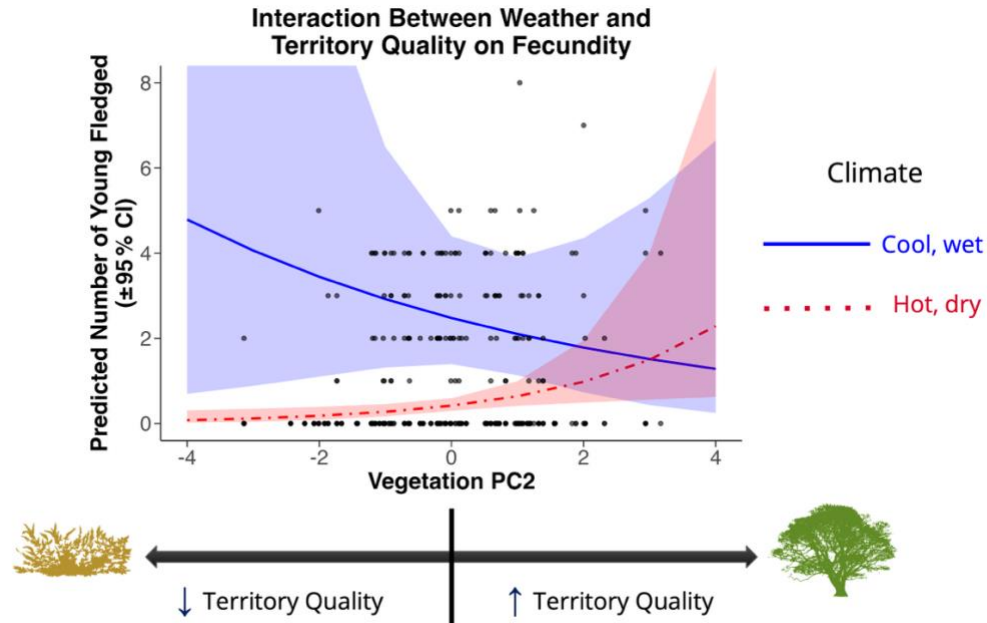 Interaction Between Weather and
Territory Quality on Fecundity
Predicted Number of Young Fledged
(±95% CI)
8
6
4
2
0
-4
-2
0
2
4
Vegetation PC2
Climate
Cool, wet
Hot, dry
↓ Territory Quality
↑ Territory Quality